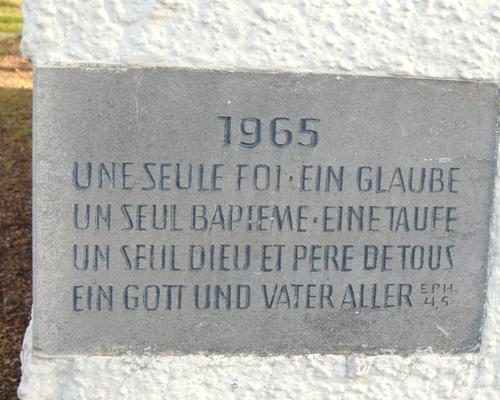 1965
UNE SEULE FOI · EIN GLAUBE
UN SEUL BAPTEME · EINE TAUFE
UN SEUL DIEU ET PERE DE TOUS
EIN GOTT UND VATER ALLER EPH. 4,5